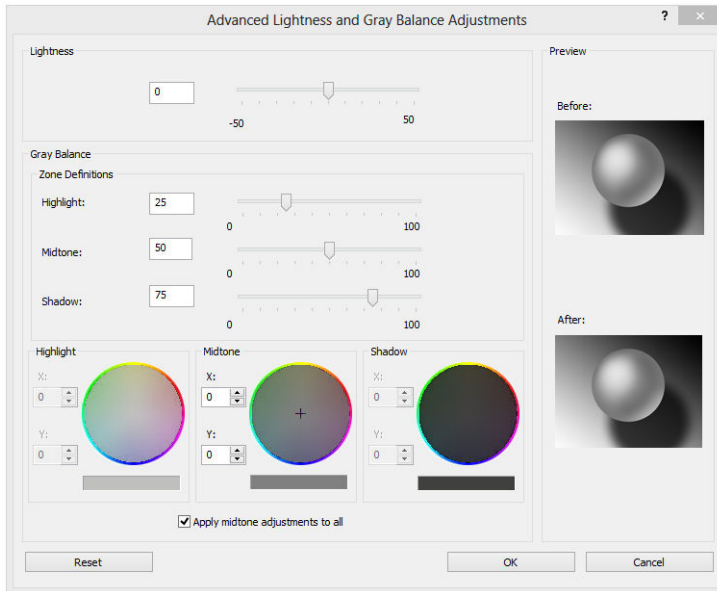 Advanced Lightness and Gray Balance Adjustments
?
×
Lightness
0
-50
50
Gray Balance
Zone Definitions
Highlight:
25
0
100
Midtone:
50
0
100
Shadow:
75
0
100
Highlight
X:
0
Y:
0
Midtone
X:
0
Y:
0
Shadow
X:
0
Y:
0
Apply midtone adjustments to all
Preview
Before:
After:
Reset
OK
Cancel